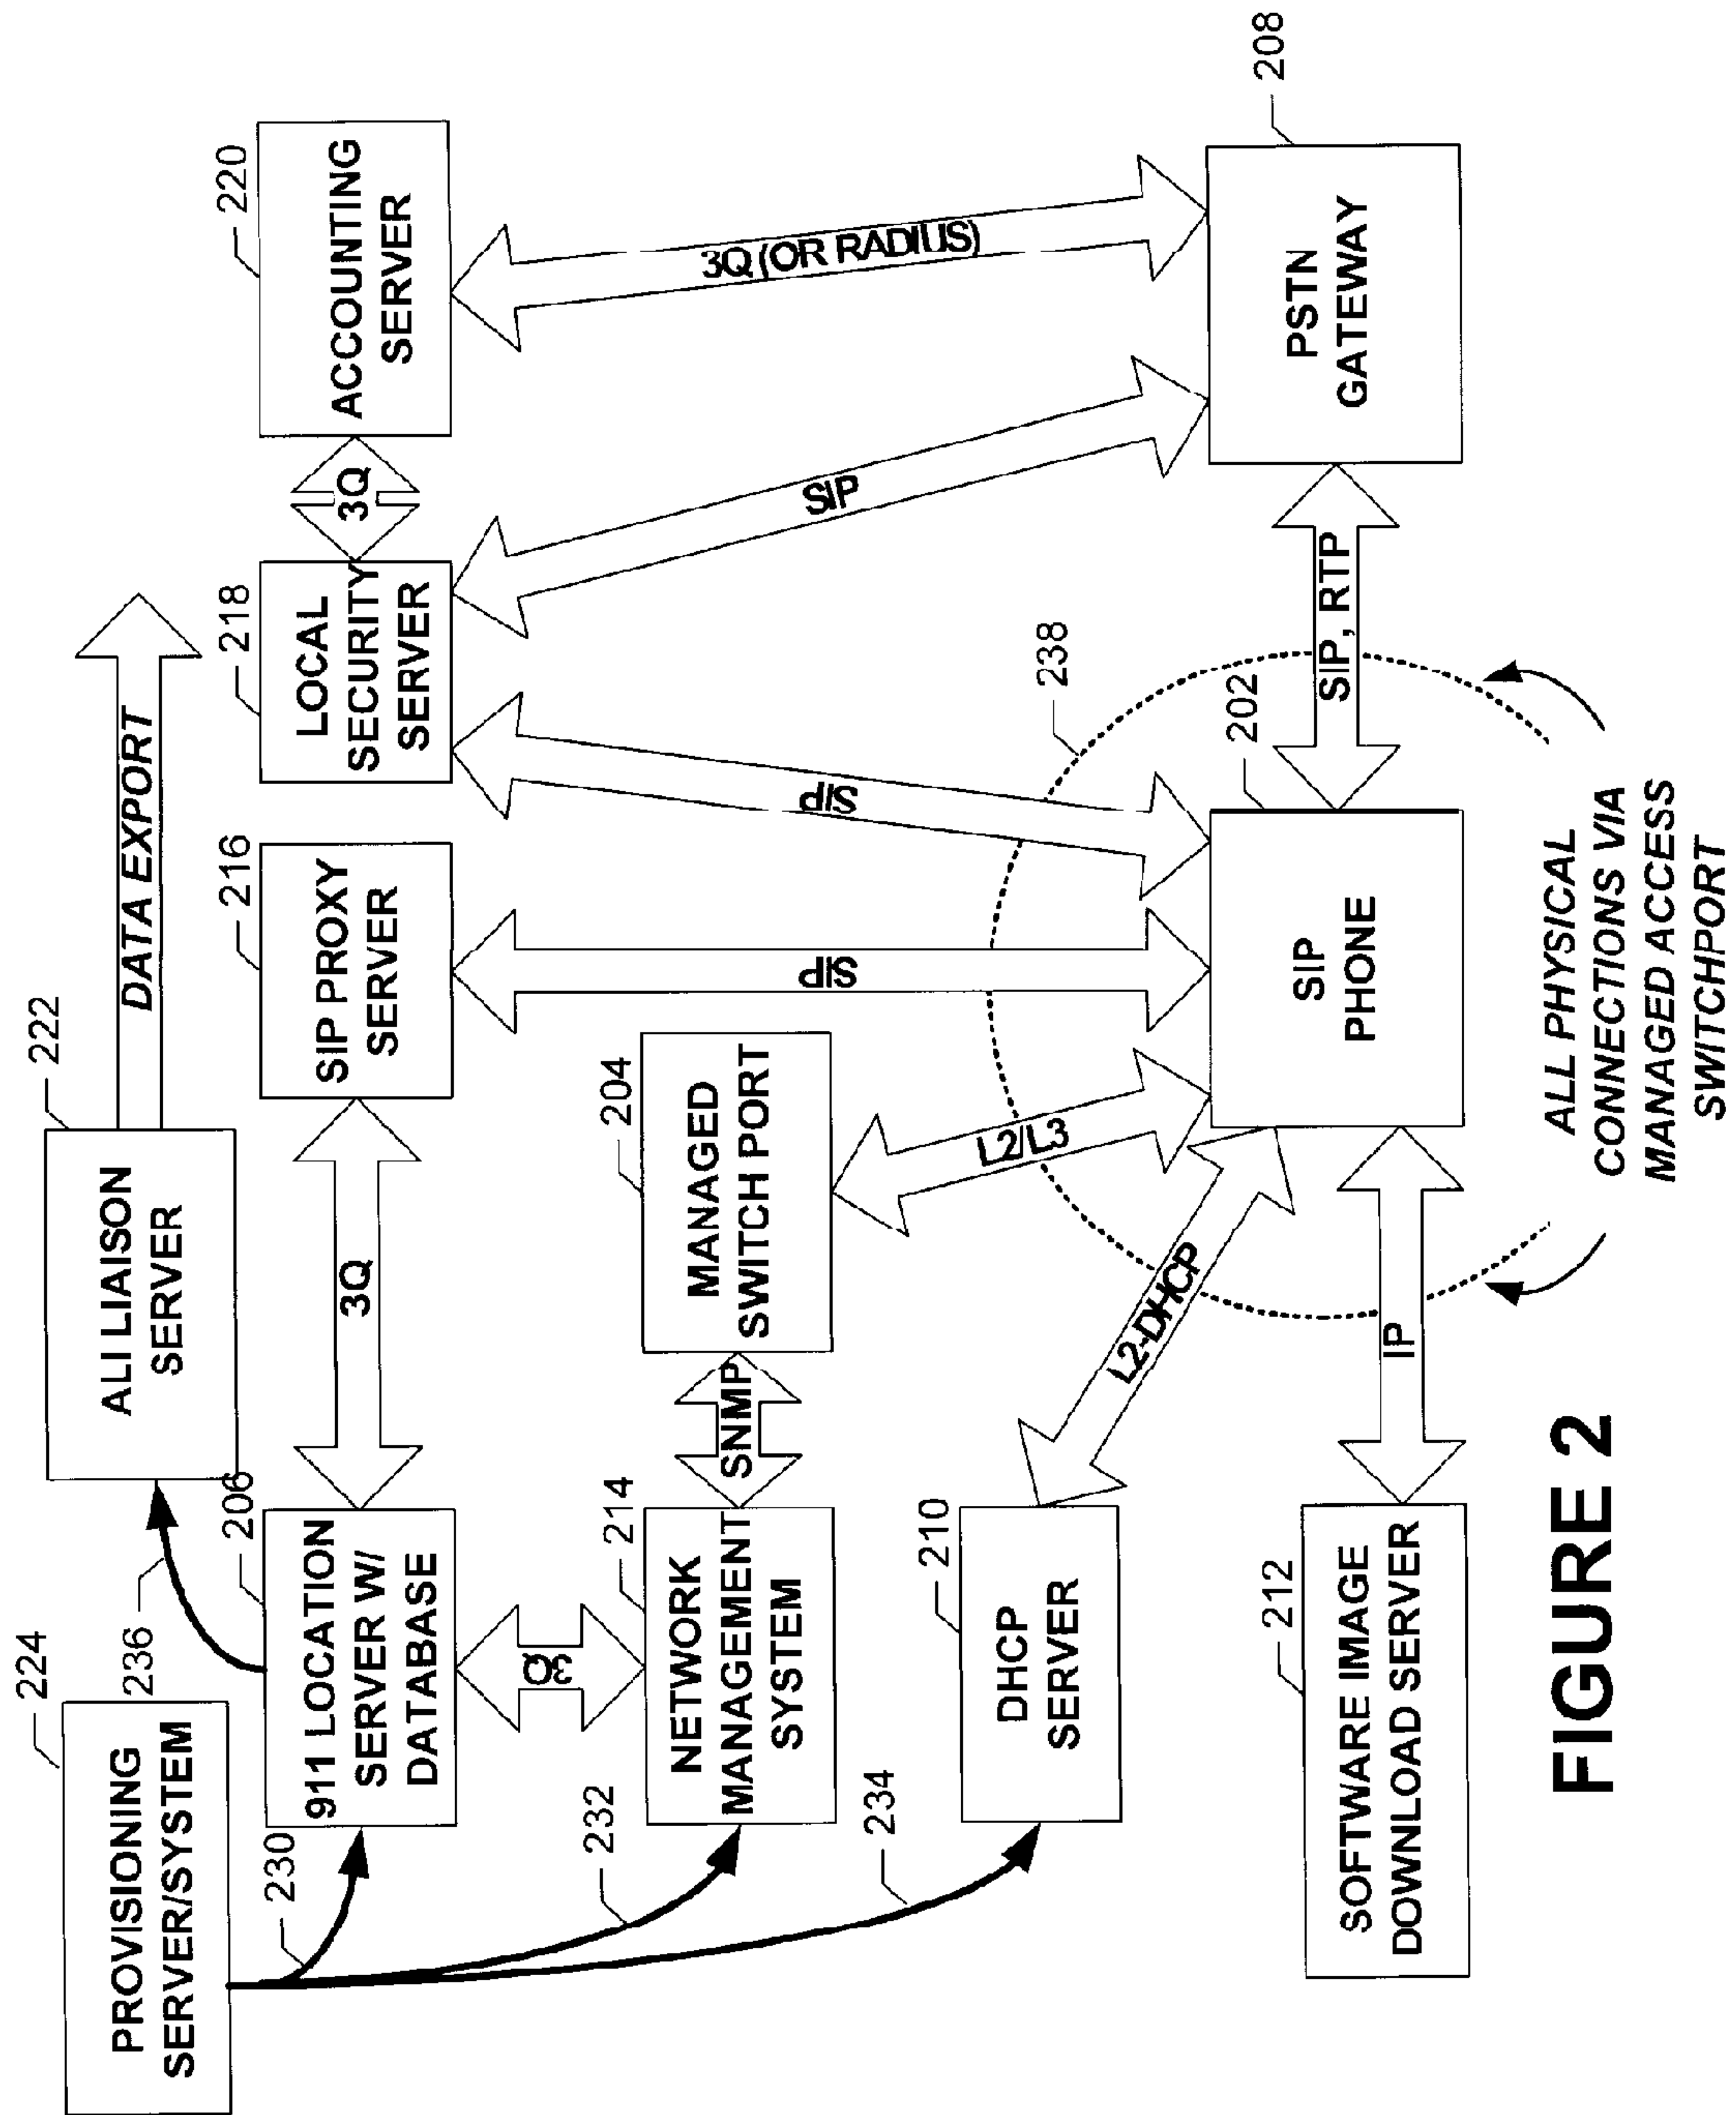 224
PROVISIONING
SERVER/SYSTEM
236
222
ALI LIAISON
SERVER
DATA EXPORT
230
206
911 LOCATION
SERVER W/
DATABASE
3Q
216
SIP PROXY
SERVER
218
LOCAL
SECURITY
SERVER
3Q
220
ACCOUNTING
SERVER
3Q
232
214
NETWORK
MANAGEMENT
SYSTEM
SNMP
204
MANAGED
SWITCH PORT
SIP
SIP
SIP
3Q (OR RADIUS)
234
210
DHCP
SERVER
L2-DHCP
L2/L3
238
212
SOFTWARE IMAGE
DOWNLOAD SERVER
IP
SIP
PHONE
202
SIP, RTP
PSTN
GATEWAY
208
ALL PHYSICAL
CONNECTIONS VIA
MANAGED ACCESS
SWITCHPORT
FIGURE 2